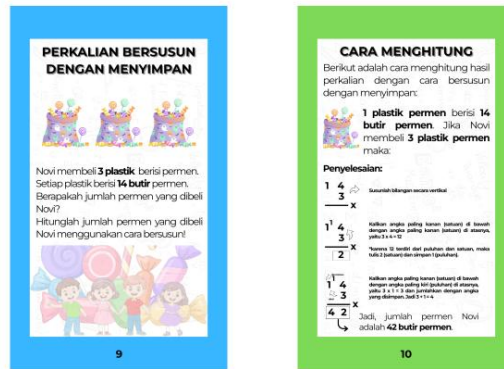 PERKALIAN BERSUSUN
DENGAN MENYIMPAN
Novi membeli 3 plastik berisi permen.
Setiap plastik berisi 14 butir permen.
Berapakah jumlah permen yang dibeli
Novi?
Hitunglah jumlah permen yang dibeli
Novi menggunakan cara bersusun!
9
CARA MENGHITUNG
Berikut adalah cara menghitung hasil
perkalian dengan cara bersusun
dengan menyimpan:
1 plastik permen berisi 14
butir permen. Jika Novi
membeli 3 plastik permen
maka:
Penyelesaian:
1 4
3
x
Susunlah bilangan secara vertikal
1 1 4
3
x
2
Kalikan angka paling kanan (satuan) di bawah
dengan angka paling kanan (satuan) di atasnya,
yaitu 3 x 4 = 12
*karena 12 terdiri dari puluhan dan satuan, maka
tulis 2 (satuan) dan simpan 1 (puluhan).
1 1 4
3
x
4 2
Kalikan angka paling kanan (satuan) di bawah
dengan angka paling kiri (puluhan) di atasnya,
yaitu 3 x 1 = 3 dan jumlahkan dengan angka
yang disimpan. Jadi 3 + 1 = 4
Jadi, jumlah permen Novi
adalah 42 butir permen.
10